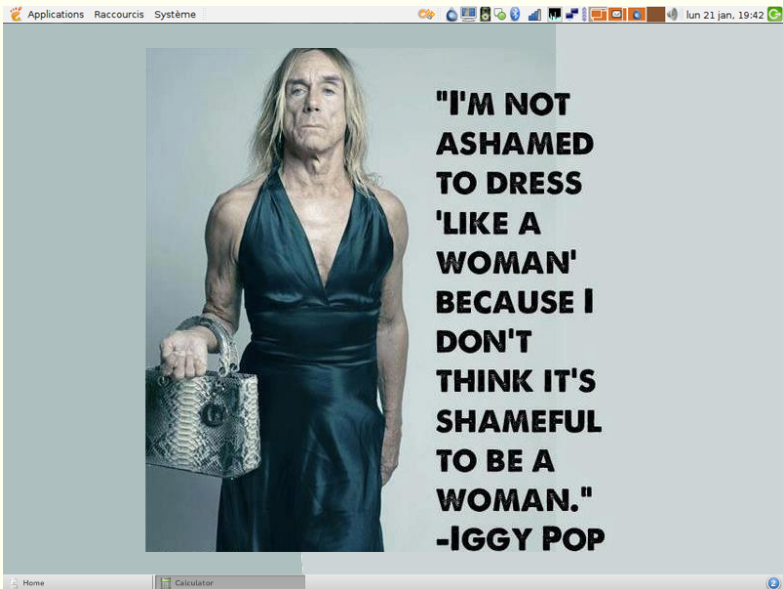 Applications Raccourcis Système lun 21 jan, 19:42
"I'M NOT
ASHAMED
TO DRESS
'LIKE A
WOMAN'
BECAUSE I
DON'T
THINK IT'S
SHAMEFUL
TO BE A
WOMAN."
-IGGY POP
Home Calculator 2